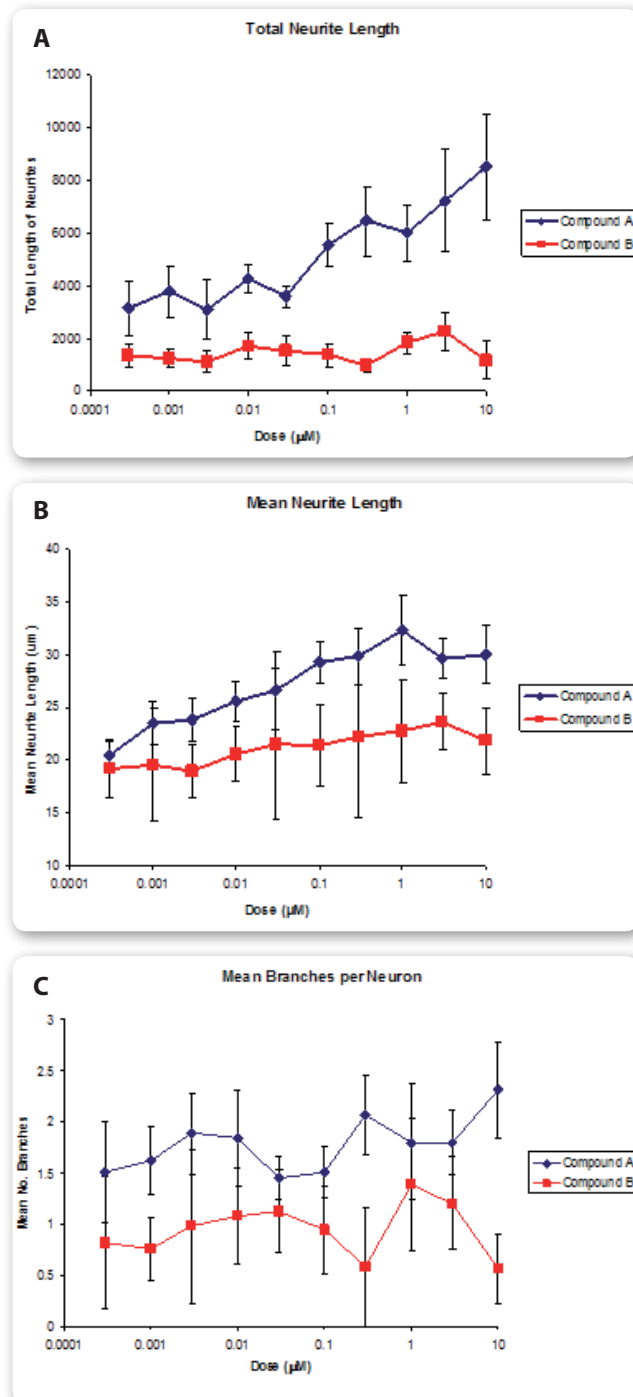 A
Total Neurite Length
12000
10000
8000
6000
4000
2000
0
Total Length of Neurites
0.0001
0.001
0.01
0.1
1
10
Dose (µM)
Compound A
Compound B
B
Mean Neurite Length
40
35
30
25
20
15
10
Mean Neurite Length (um)
0.0001
0.001
0.01
0.1
1
10
Dose (µM)
Compound A
Compound B
C
Mean Branches per Neuron
3
2.5
2
1.5
1
0.5
0
Mean No. Branches
0.0001
0.001
0.01
0.1
1
10
Dose (µM)
Compound A
Compound B